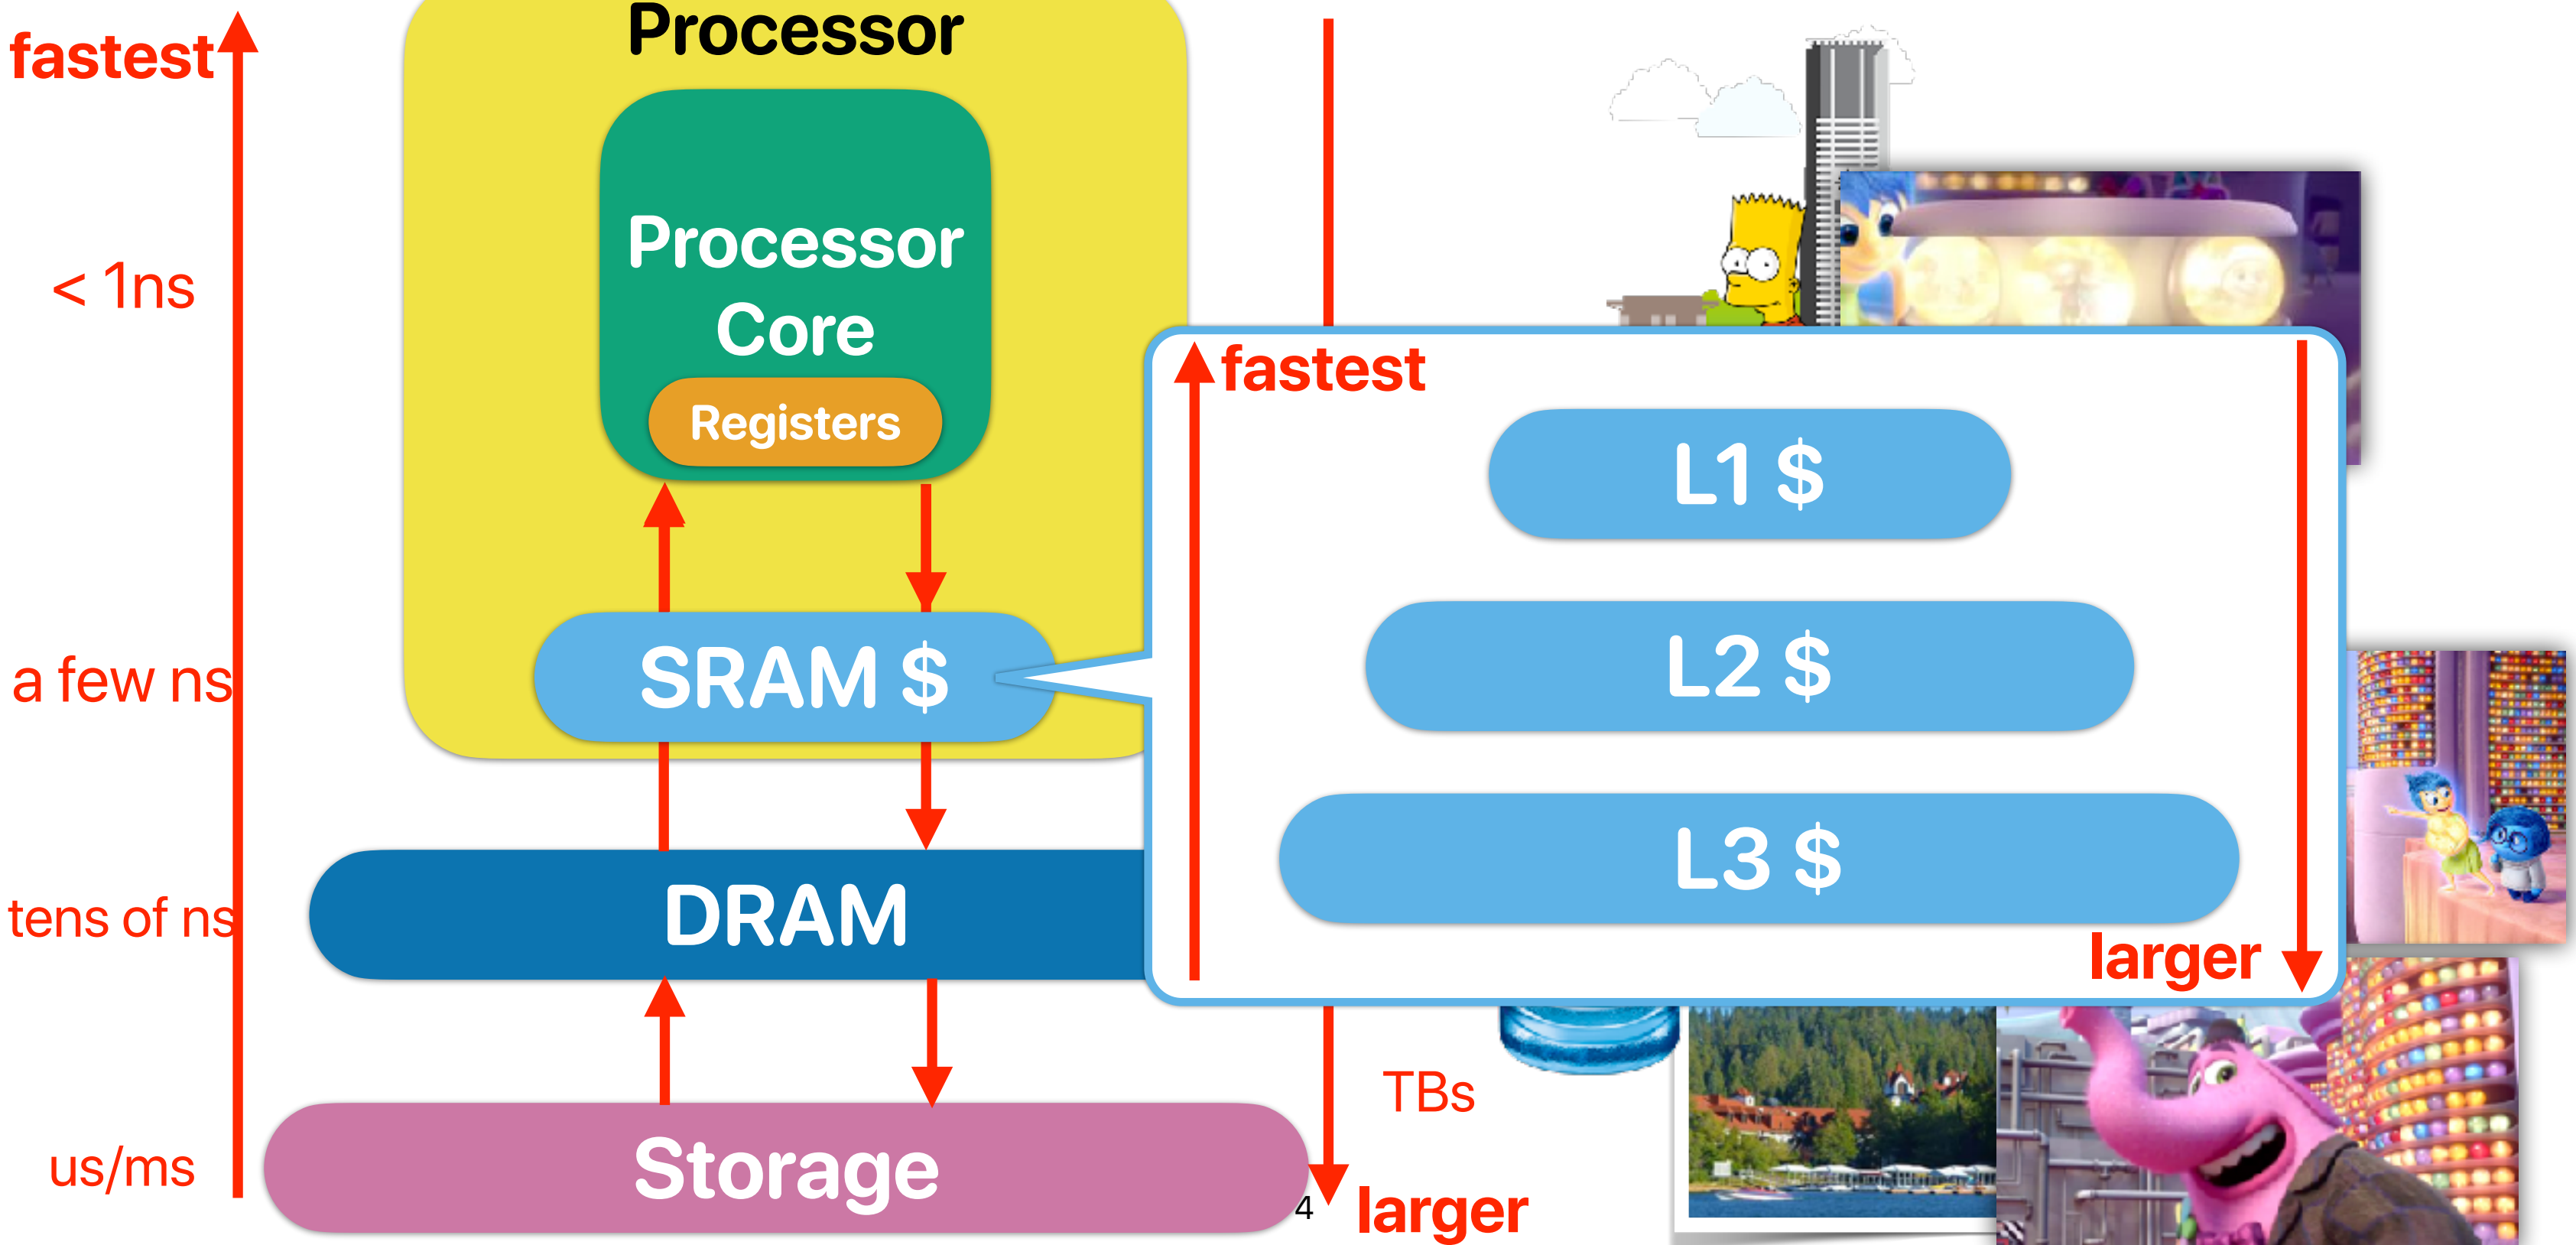 Processor
fastest
Processor
Core
< 1ns
Registers
fastest
L1 $
a few ns
SRAM $
L2 $
tens of ns
DRAM
L3 $
larger
TBs
us/ms
Storage
4
larger